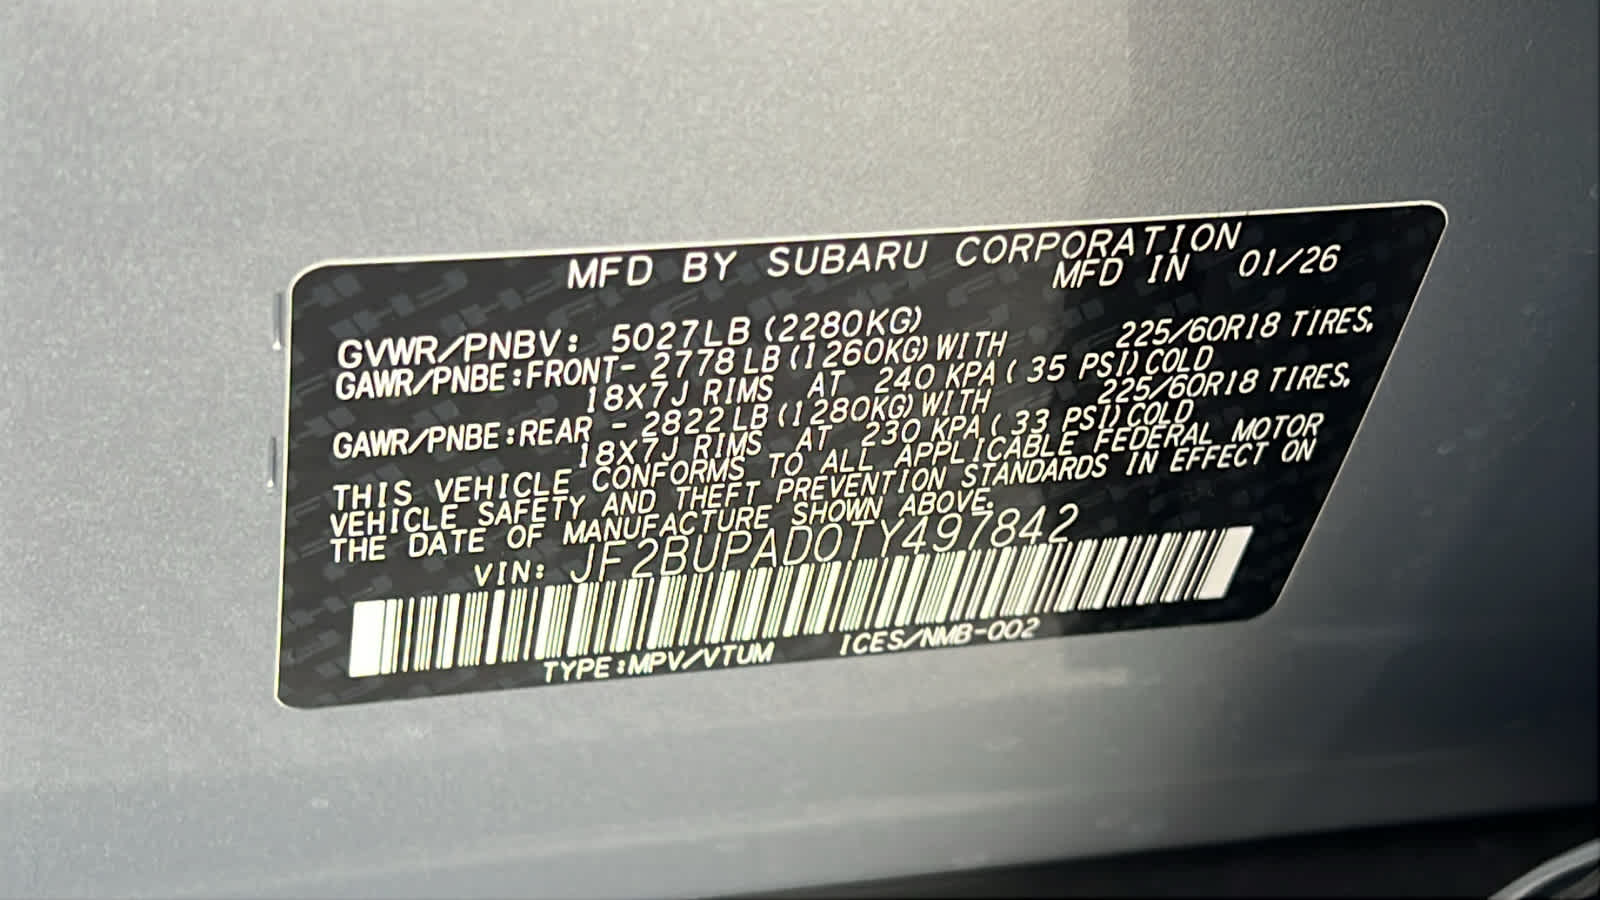 MFD BY SUBARU CORPORATION
MFD IN 01/26
GVWR/PNBV: 5027LB (2280KG)
GAWR/PNBE:FRONT- 2778 LB(1260KG)WITH 225/60R18 TIRES,
18X7J RIMS AT 240 KPA( 35 PSI)COLD
GAWR/PNBE:REAR - 2822 LB(1280KG)WITH 225/60R18 TIRES,
18X7J RIMS AT 230 KPA( 33 PSI)COLD
THIS VEHICLE CONFORMS TO ALL APPLICABLE FEDERAL MOTOR
VEHICLE SAFETY AND THEFT PREVENTION STANDARDS IN EFFECT ON
THE DATE OF MANUFACTURE SHOWN ABOVE.
VIN: JF2BUPAD0TY497842
TYPE:MPV/VTUM ICES/NMB-002